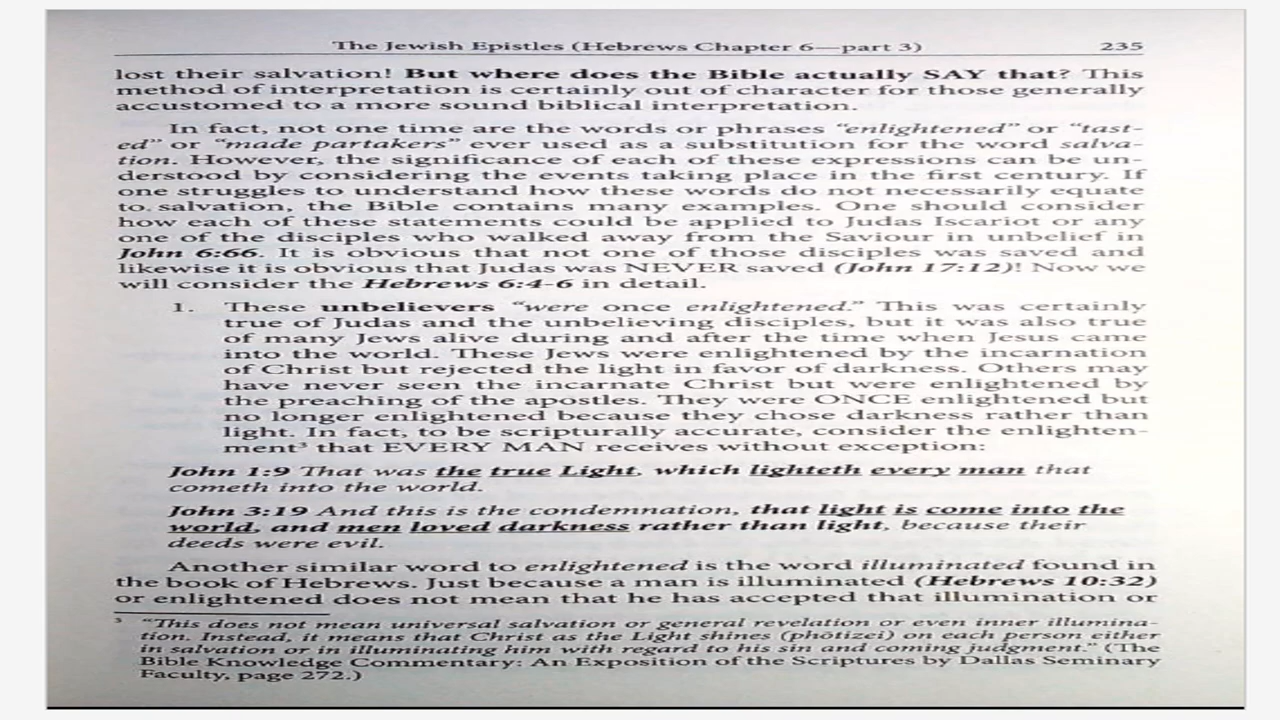 The Jewish Epistles (Hebrews Chapter 6—part 3) 235
lost their salvation! But where does the Bible actually SAY that? This
method of interpretation is certainly out of character for those generally
accustomed to a more sound biblical interpretation.
In fact, not one time are the words or phrases “enlightened” or “tast-
ed” or “made partakers” ever used as a substitution for the word salva-
tion. However, the significance of each of these expressions can be un-
derstood by considering the events taking place in the first century. If
one struggles to understand how these words do not necessarily equate
to salvation, the Bible contains many examples. One should consider
how each of these statements could be applied to Judas Iscariot or any
one of the disciples who walked away from the Saviour in unbelief in
John 6:66. It is obvious that not one of those disciples was saved and
likewise it is obvious that Judas was NEVER saved (John 17:12)! Now we
will consider the Hebrews 6:4-6 in detail.
1. These unbelievers “were once enlightened.” This was certainly
true of Judas and the unbelieving disciples, but it was also true
of many Jews alive during and after the time when Jesus came
into the world. These Jews were enlightened by the incarnation
of Christ but rejected the light in favor of darkness. Others may
have never seen the incarnate Christ but were enlightened by
the preaching of the apostles. They were ONCE enlightened but
no longer enlightened because they chose darkness rather than
light. In fact, to be scripturally accurate, consider the enlighten-
ment³ that EVERY MAN receives without exception:
John 1:9 That was the true Light, which lighteth every man that
cometh into the world.
John 3:19 And this is the condemnation, that light is come into the
world, and men loved darkness rather than light, because their
deeds were evil.
Another similar word to enlightened is the word illuminated found in
the book of Hebrews. Just because a man is illuminated (Hebrews 10:32)
or enlightened does not mean that he has accepted that illumination or
³ “This does not mean universal salvation or general revelation or even inner illumina-
tion. Instead, it means that Christ as the Light shines (phōtizei) on each person either
in salvation or in illuminating him with regard to his sin and coming judgment.” (The
Bible Knowledge Commentary: An Exposition of the Scriptures by Dallas Seminary
Faculty, page 272.)